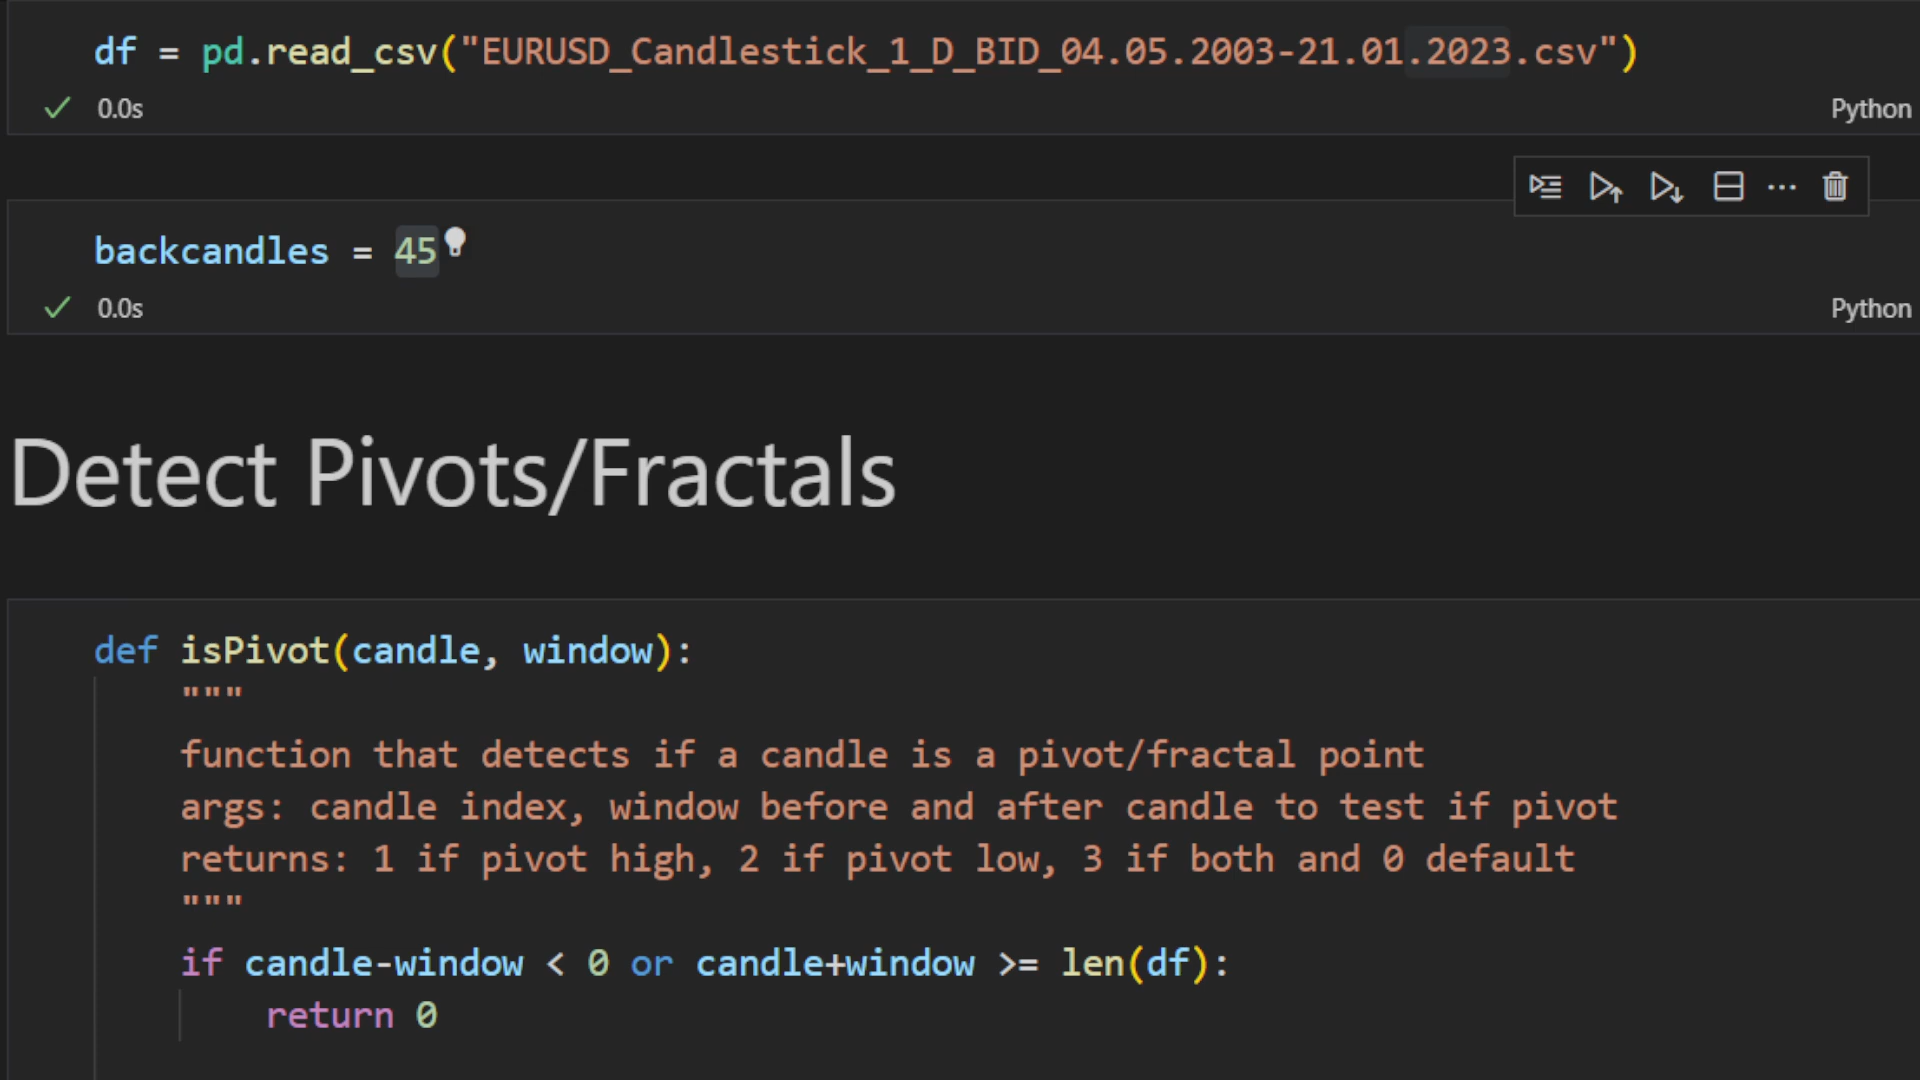 df = pd.read_csv("EURUSD_Candlestick_1_D_BID_04.05.2003-21.01.2023.csv")
0.0s
Python
backcandles = 45
0.0s
Python
Detect Pivots/Fractals
def isPivot(candle, window):
"""
function that detects if a candle is a pivot/fractal point
args: candle index, window before and after candle to test if pivot
returns: 1 if pivot high, 2 if pivot low, 3 if both and 0 default
"""
if candle-window < 0 or candle+window >= len(df):
return 0